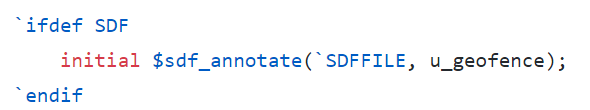 `ifdef SDF
    initial $sdf_annotate(`SDFFILE, u_geofence);
`endif